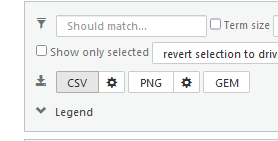 Should match... Term size
Show only selected revert selection to driv
CSV PNG GEM
Legend